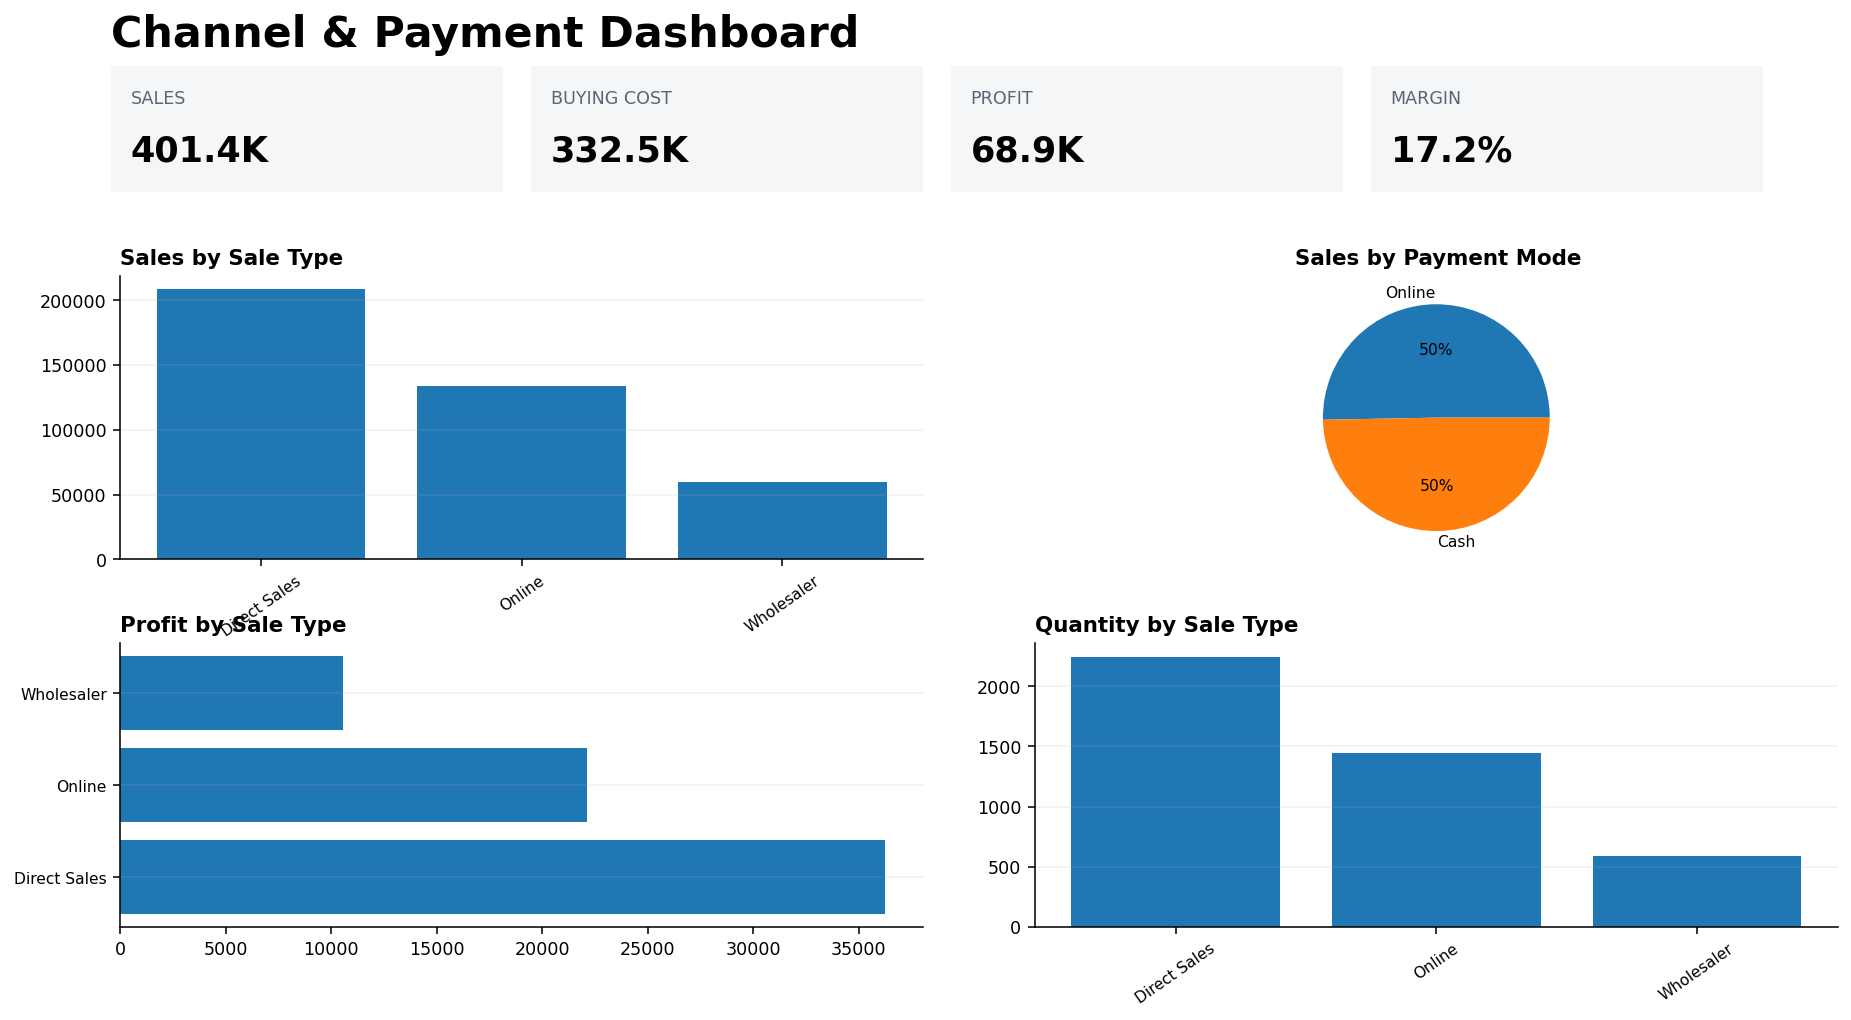 Channel & Payment Dashboard
SALES
401.4K
BUYING COST
332.5K
PROFIT
68.9K
MARGIN
17.2%
Sales by Sale Type
200000
150000
100000
50000
0
Direct Sales
Online
Wholesaler
Sales by Payment Mode
Online
50%
50%
Cash
Profit by Sale Type
Wholesaler
Online
Direct Sales
0 5000 10000 15000 20000 25000 30000 35000
Quantity by Sale Type
2000
1500
1000
500
0
Direct Sales
Online
Wholesaler